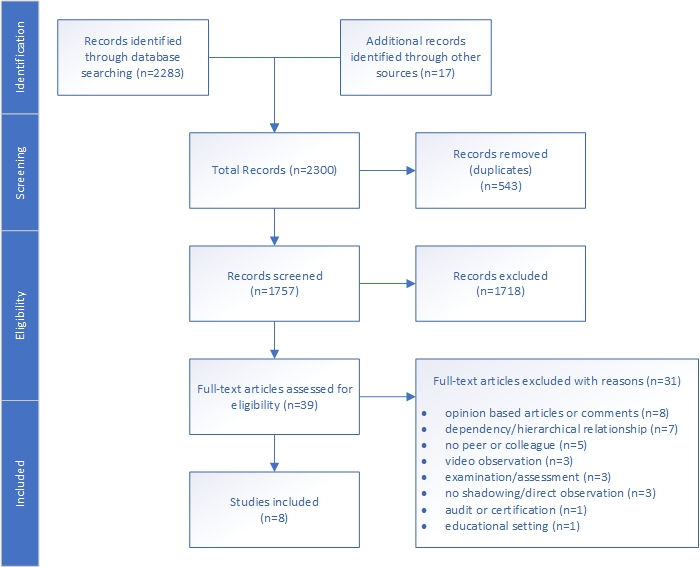 Identification
Records identified
through database
searching (n=2283)
Additional records
identified through other
sources (n=17)
Screening
Total Records (n=2300)
Records removed
(duplicates)
(n=543)
Eligibility
Records screened
(n=1757)
Records excluded
(n=1718)
Full-text articles assessed for
eligibility (n=39)
Full-text articles excluded with reasons (n=31)
• opinion based articles or comments (n=8)
• dependency/hierarchical relationship (n=7)
• no peer or colleague (n=5)
• video observation (n=3)
• examination/assessment (n=3)
• no shadowing/direct observation (n=3)
• audit or certification (n=1)
• educational setting (n=1)
Included
Studies included
(n=8)